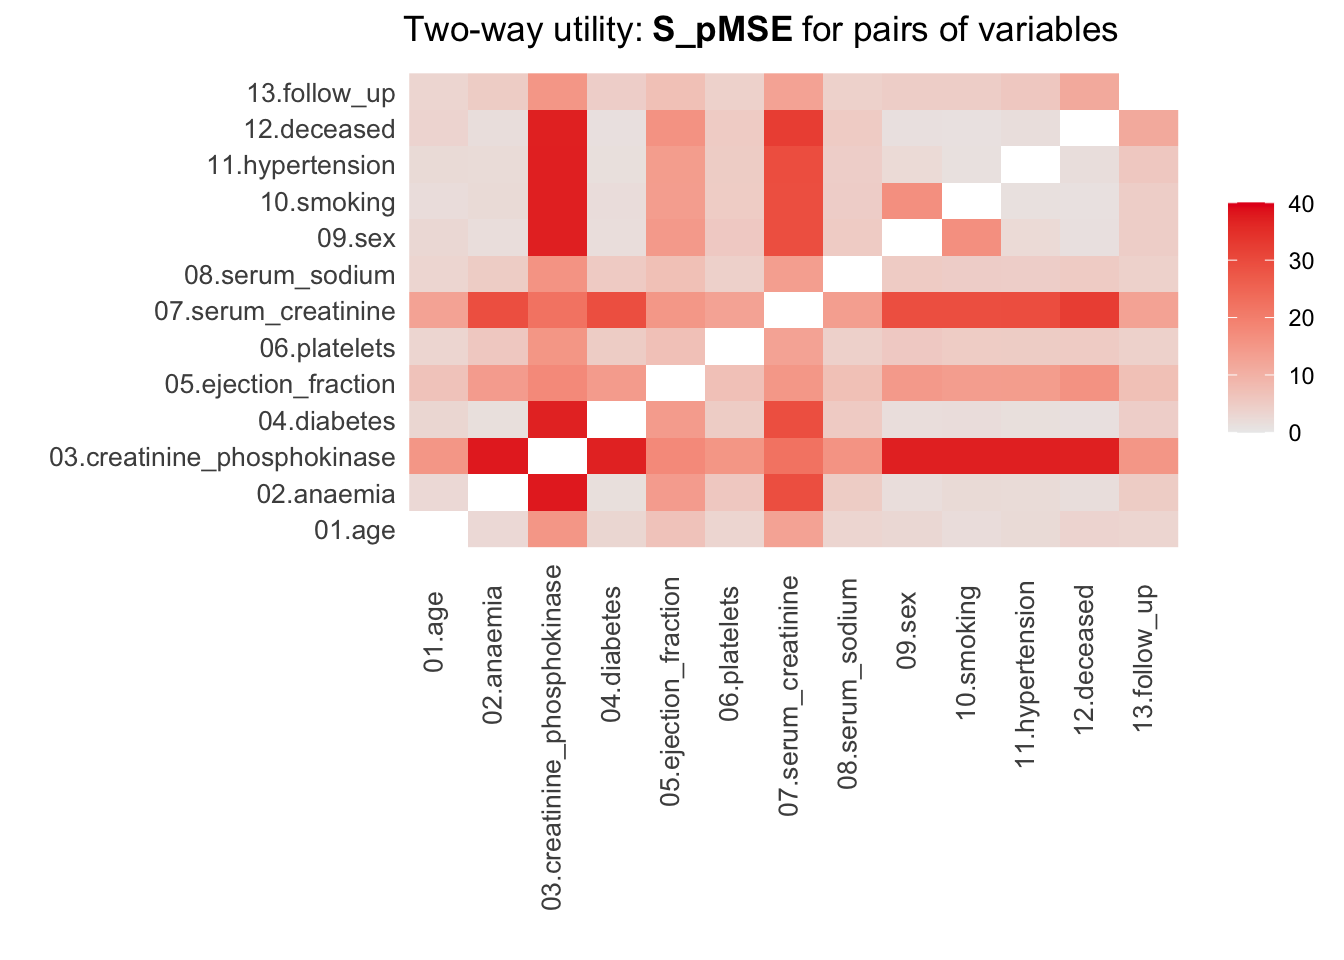 Two-way utility: S_pMSE for pairs of variables
13.follow_up
12.deceased
11.hypertension
10.smoking
09.sex
08.serum_sodium
07.serum_creatinine
06.platelets
05.ejection_fraction
04.diabetes
03.creatinine_phosphokinase
02.anaemia
01.age
40
30
20
10
0
01.age
02.anaemia
03.creatinine_phosphokinase
04.diabetes
05.ejection_fraction
06.platelets
07.serum_creatinine
08.serum_sodium
09.sex
10.smoking
11.hypertension
12.deceased
13.follow_up